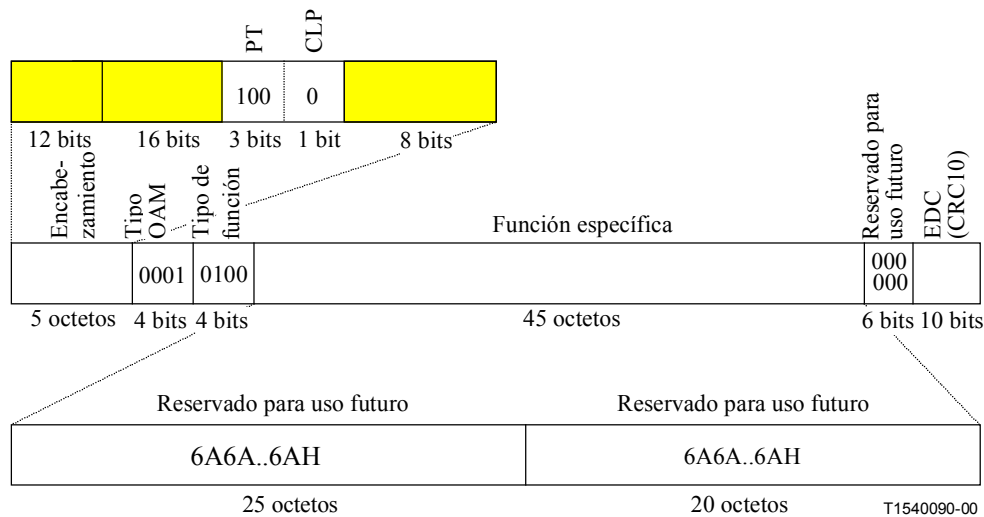 PT
CLP
100
0
12 bits
16 bits
3 bits
1 bit
8 bits
Encabe-
zamiento
Tipo
OAM
Tipo de
función
Función específica
Reservado para
uso futuro
EDC
(CRC10)
0001
0100
000
000
5 octetos
4 bits
4 bits
45 octetos
6 bits
10 bits
Reservado para uso futuro
Reservado para uso futuro
6A6A..6AH
6A6A..6AH
25 octetos
20 octetos
T1540090-00